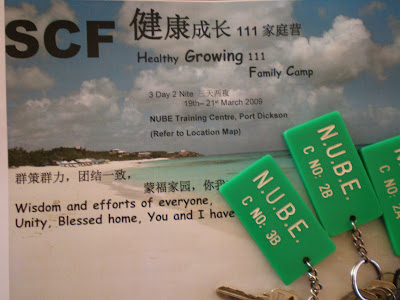 SCF 健康成长 111 家庭营
Healthy Growing 111
Family Camp
3 Day 2 Nite 三天两夜
19th– 21st March 2009
NUBE Training Centre, Port Dickson
(Refer to Location Map)
群策群力，团结一致，
蒙福家园，你我
Wisdom and efforts of everyone,
Unity, Blessed home, You and I have
N.U.B.E.
C NO: 3B
N.U.B.E.
C NO: 2B
N.U.B.E.
C NO: 2A